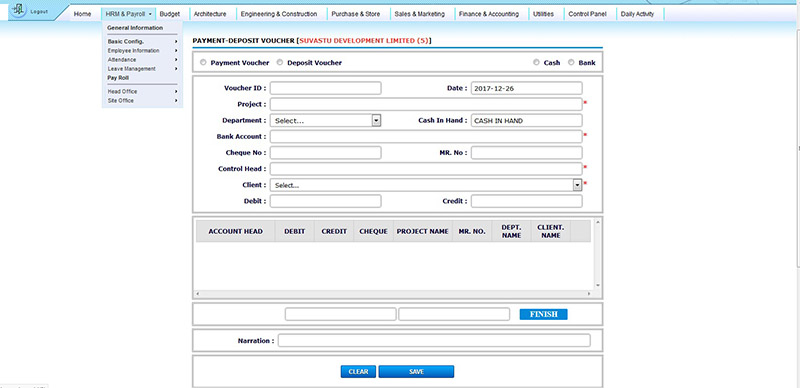 Logout Home HRM & Payroll Budget Architecture Engineering & Construction Purchase & Store Sales & Marketing Finance & Accounting Utilities Control Panel Daily Activity
General Information
Basic Config.
Employee Information
Attendance
Leave Management
Pay Roll
Head Office
Site Office
PAYMENT-DEPOSIT VOUCHER [SUVASTU DEVELOPMENT LIMITED (5)]
Payment Voucher Deposit Voucher Cash Bank
Voucher ID : Date : 2017-12-26
Project : *
Department : Select... Cash In Hand : CASH IN HAND
Bank Account : *
Cheque No : MR. No :
Control Head : *
Client : Select... *
Debit : Credit :
ACCOUNT HEAD DEBIT CREDIT CHEQUE PROJECT NAME MR. NO. DEPT. NAME CLIENT. NAME
FINISH
Narration :
CLEAR SAVE